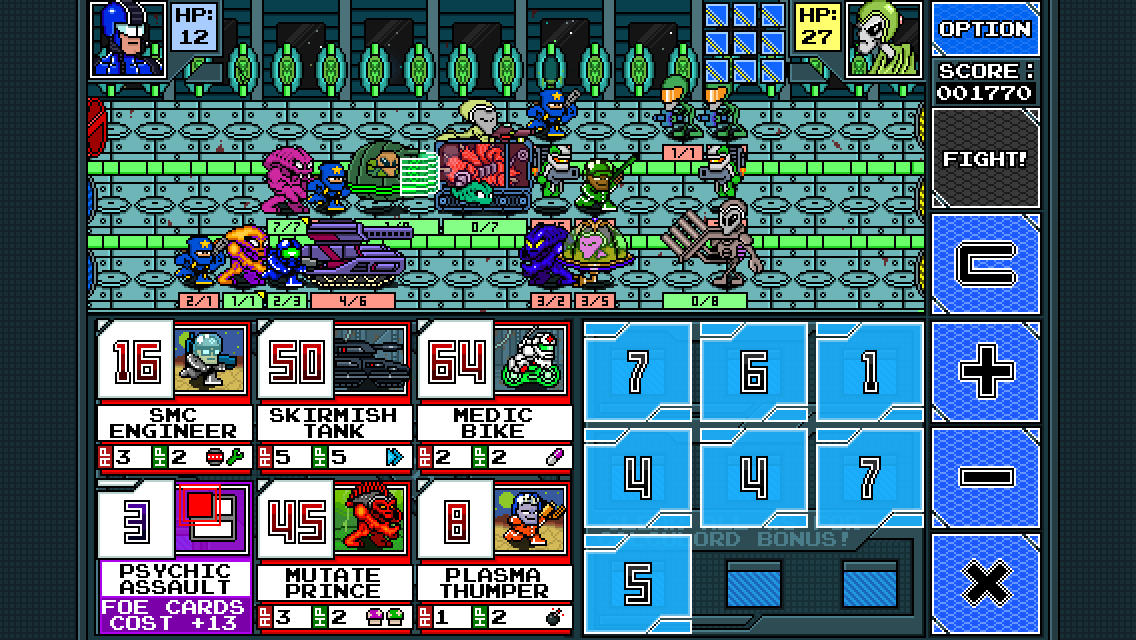 HP:
12
HP:
27
OPTION
SCORE:
001770
FIGHT!
1/1
0/7
2/1
1/1
2/3
4/6
3/2
3/5
0/8
16
50
64
SMC
ENGINEER
SKIRMISH
TANK
MEDIC
BIKE
AP 3 HP 2
AP 5 HP 5
AP 2 HP 2
3
45
8
PSYCHIC
ASSAULT
FOE CARDS
COST +13
MUTATE
PRINCE
PLASMA
THUMPER
AP 3 HP 2
AP 1 HP 2
7
6
1
4
4
7
BONUS!
5